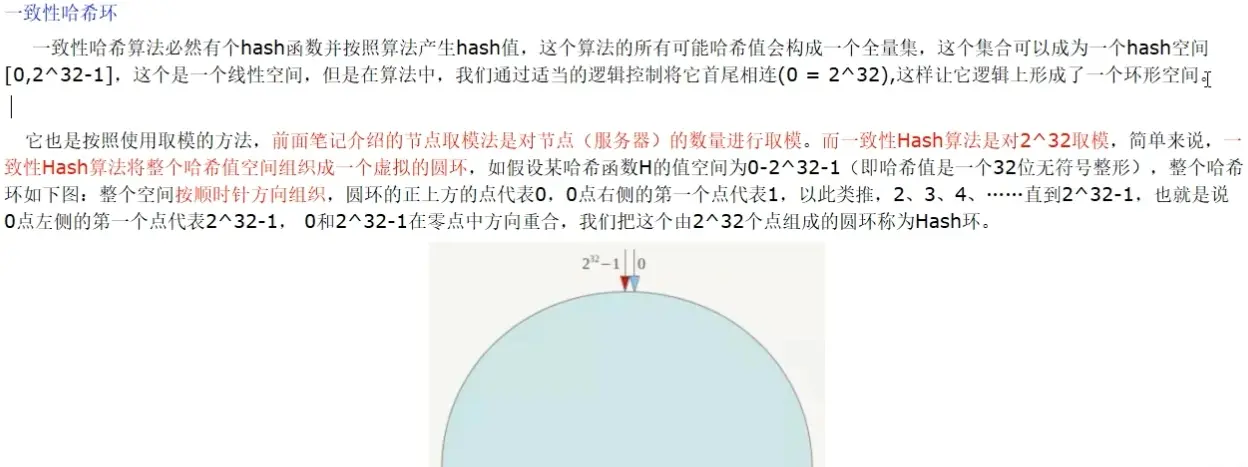 一致性哈希环
一致性哈希算法必然有个hash函数并按照算法产生hash值，这个算法的所有可能哈希值会构成一个全量集，这个集合可以成为一个hash空间
[0,2^32-1]，这个是一个线性空间，但是在算法中，我们通过适当的逻辑控制将它首尾相连(0 = 2^32),这样让它逻辑上形成了一个环形空间。
它也是按照使用取模的方法，前面笔记介绍的节点取模法是对节点（服务器）的数量进行取模。而一致性Hash算法是对2^32取模，简单来说，一
致性Hash算法将整个哈希值空间组织成一个虚拟的圆环，如假设某哈希函数H的值空间为0-2^32-1（即哈希值是一个32位无符号整形），整个哈希
环如下图：整个空间按顺时针方向组织，圆环的正上方的点代表0，0点右侧的第一个点代表1，以此类推，2、3、4、……直到2^32-1，也就是说
0点左侧的第一个点代表2^32-1， 0和2^32-1在零点中方向重合，我们把这个由2^32个点组成的圆环称为Hash环。
2³²−1 0